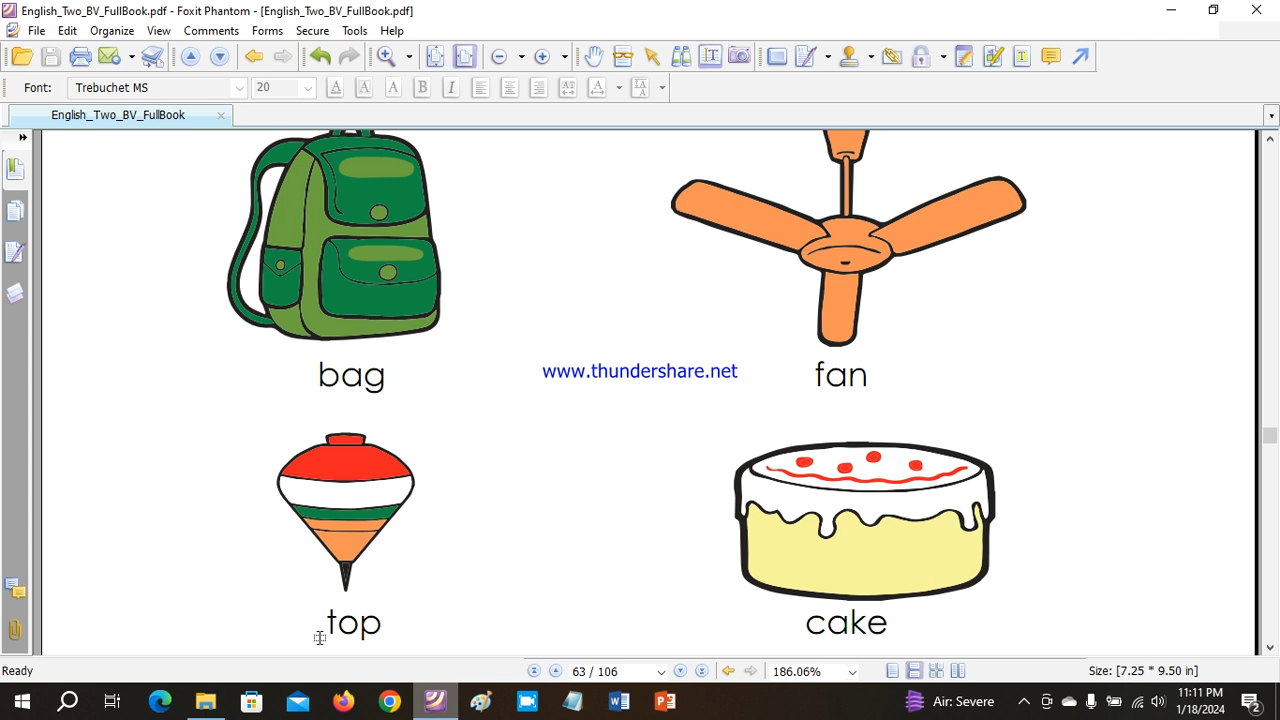 English_Two_BV_FullBook.pdf - Foxit Phantom - [English_Two_BV_FullBook.pdf]
File Edit Organize View Comments Forms Secure Tools Help
Font: Trebuchet MS 20
English_Two_BV_FullBook
bag
www.thundershare.net
fan
top
cake
Ready
63 / 106
186.06%
Size: [7.25 * 9.50 in]
Air: Severe
11:11 PM
1/18/2024
2